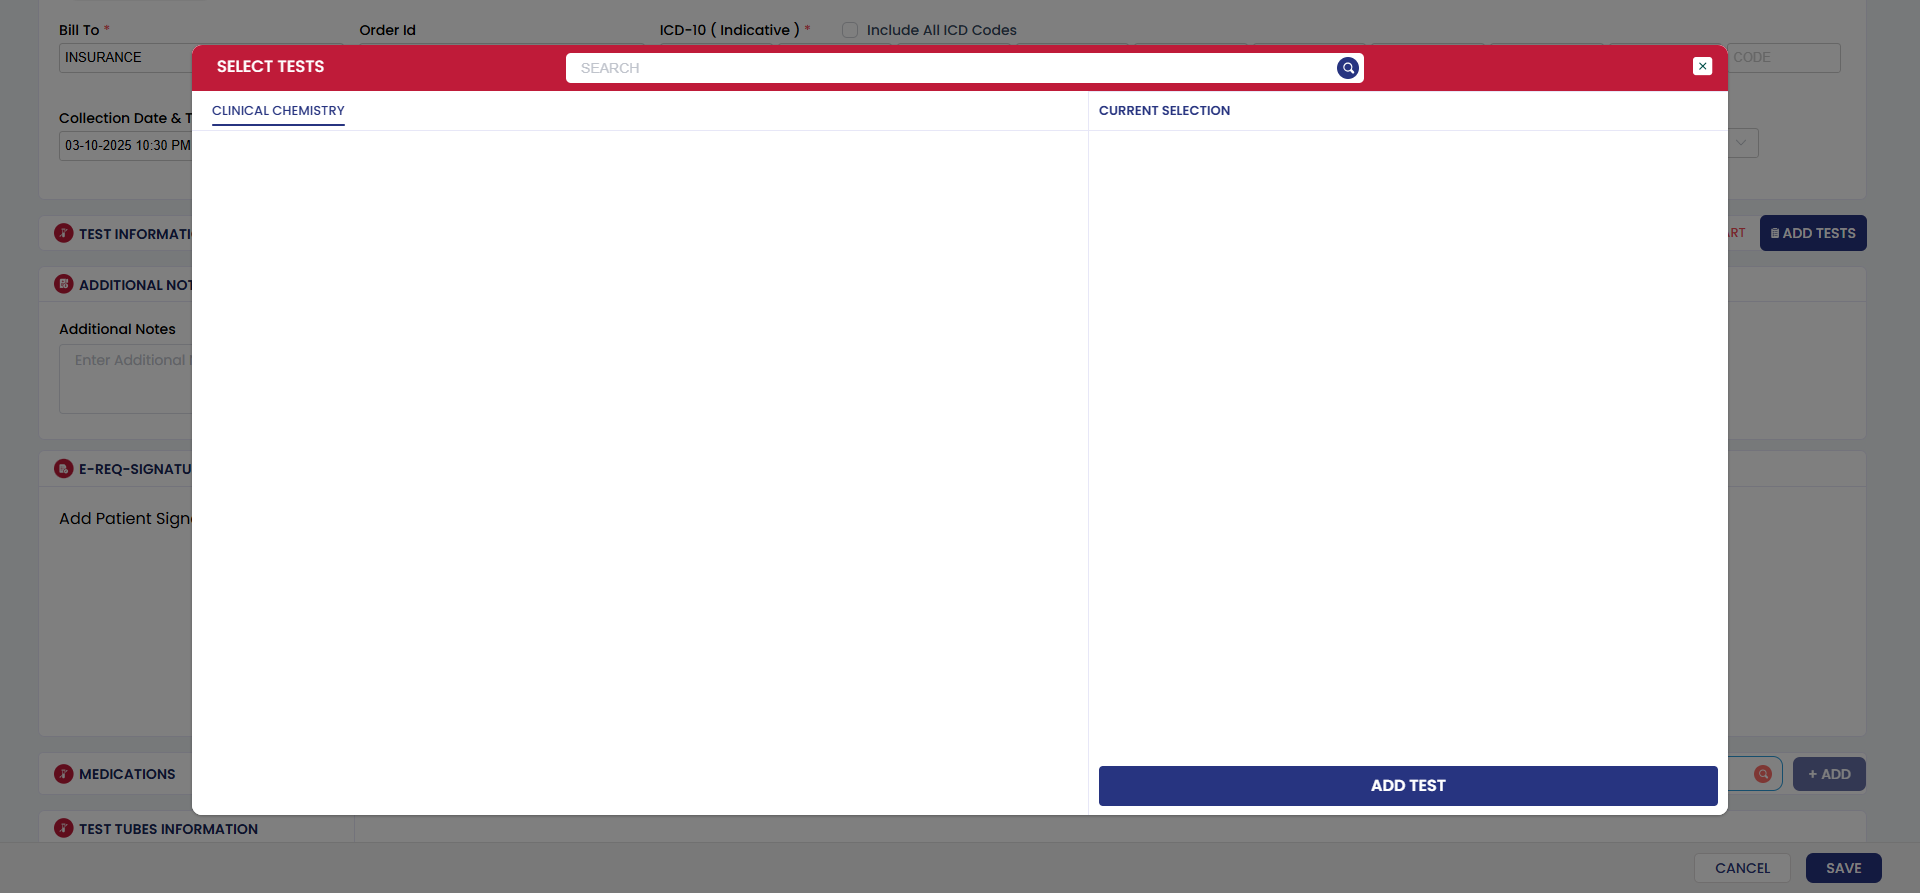 Bill To *
Order Id
ICD-10 ( Indicative ) *
Include All ICD Codes
INSURANCE
CODE
SELECT TESTS
SEARCH
CLINICAL CHEMISTRY
CURRENT SELECTION
Collection Date & T
03-10-2025 10:30 PM
TEST INFORMATI
ART
ADD TESTS
ADDITIONAL NOT
Additional Notes
Enter Additional
E-REQ-SIGNATU
Add Patient Sign
MEDICATIONS
+ ADD
ADD TEST
TEST TUBES INFORMATION
CANCEL
SAVE